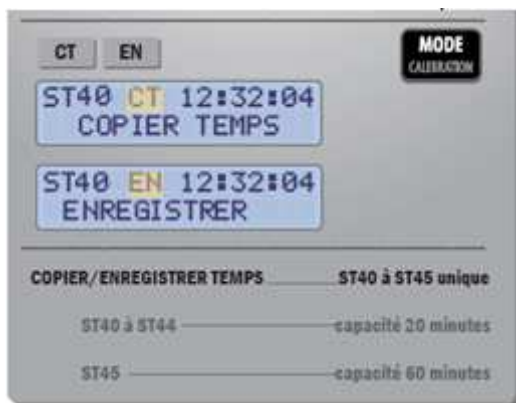 CT EN
MODE
CALIBRATION
ST40 CT 12:32:04
COPIER TEMPS
ST40 EN 12:32:04
ENREGISTRER
COPIER/ENREGISTRER TEMPS ST40 à ST45 unique
ST40 à ST44 capacité 20 minutes
ST45 capacité 60 minutes